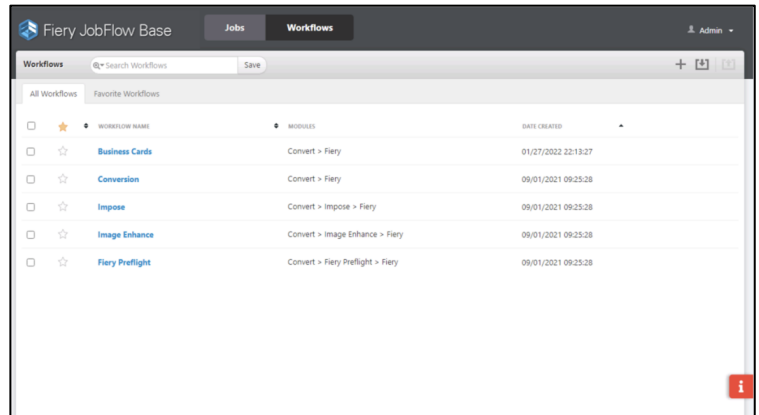 Fiery JobFlow Base Jobs Workflows Admin
Workflows Search Workflows Save
All Workflows Favorite Workflows
WORKFLOW NAME MODULES DATE CREATED
Business Cards Convert > Fiery 01/27/2022 22:13:27
Conversion Convert > Fiery 09/01/2021 09:25:28
Impose Convert > Impose > Fiery 09/01/2021 09:25:28
Image Enhance Convert > Image Enhance > Fiery 09/01/2021 09:25:28
Fiery Preflight Convert > Fiery Preflight > Fiery 09/01/2021 09:25:28
i